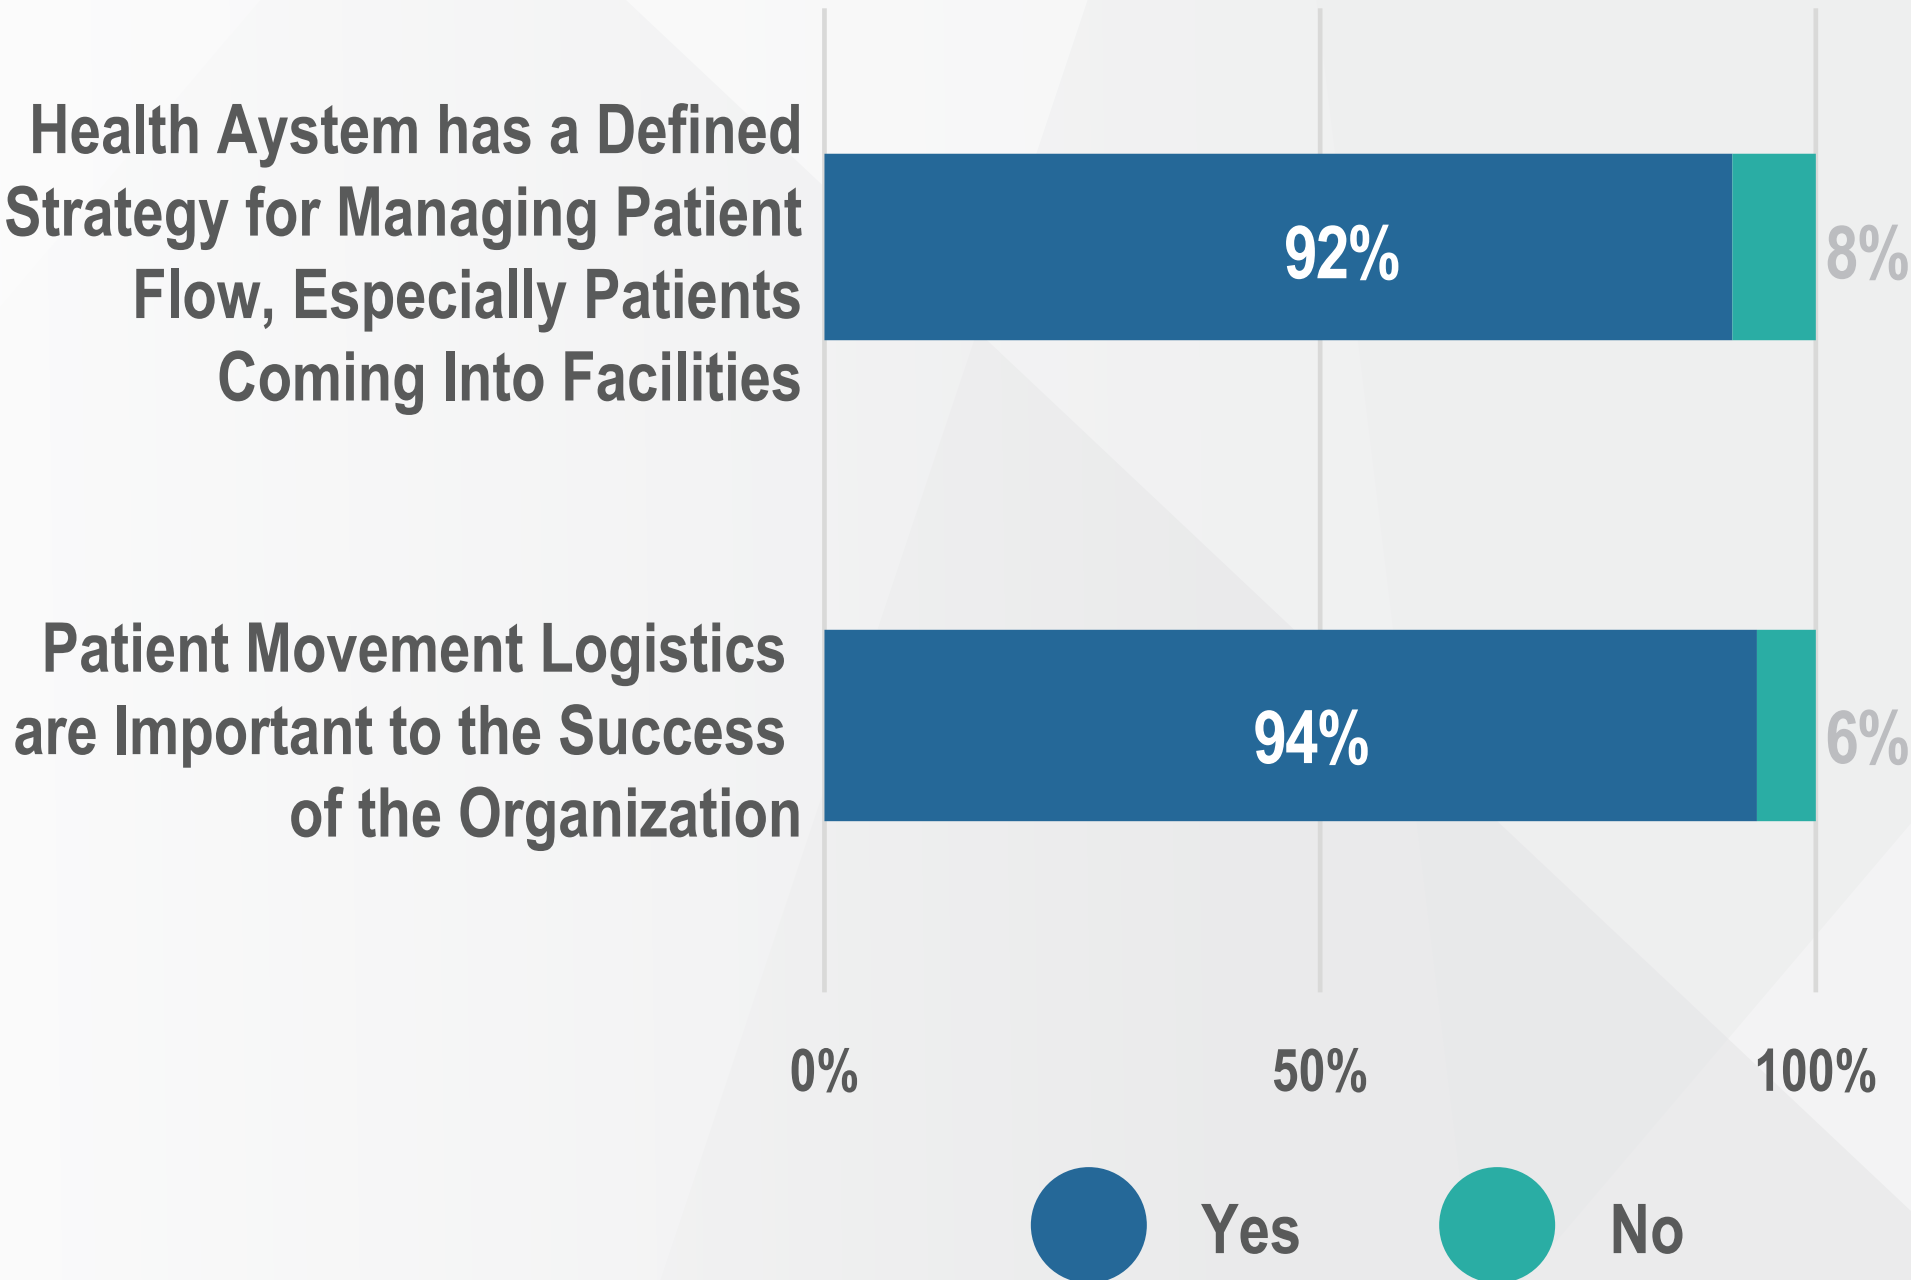 Health Aystem has a Defined
Strategy for Managing Patient
Flow, Especially Patients
Coming Into Facilities
92%
8%
Patient Movement Logistics
are Important to the Success
of the Organization
94%
6%
0%
50%
100%
Yes
No